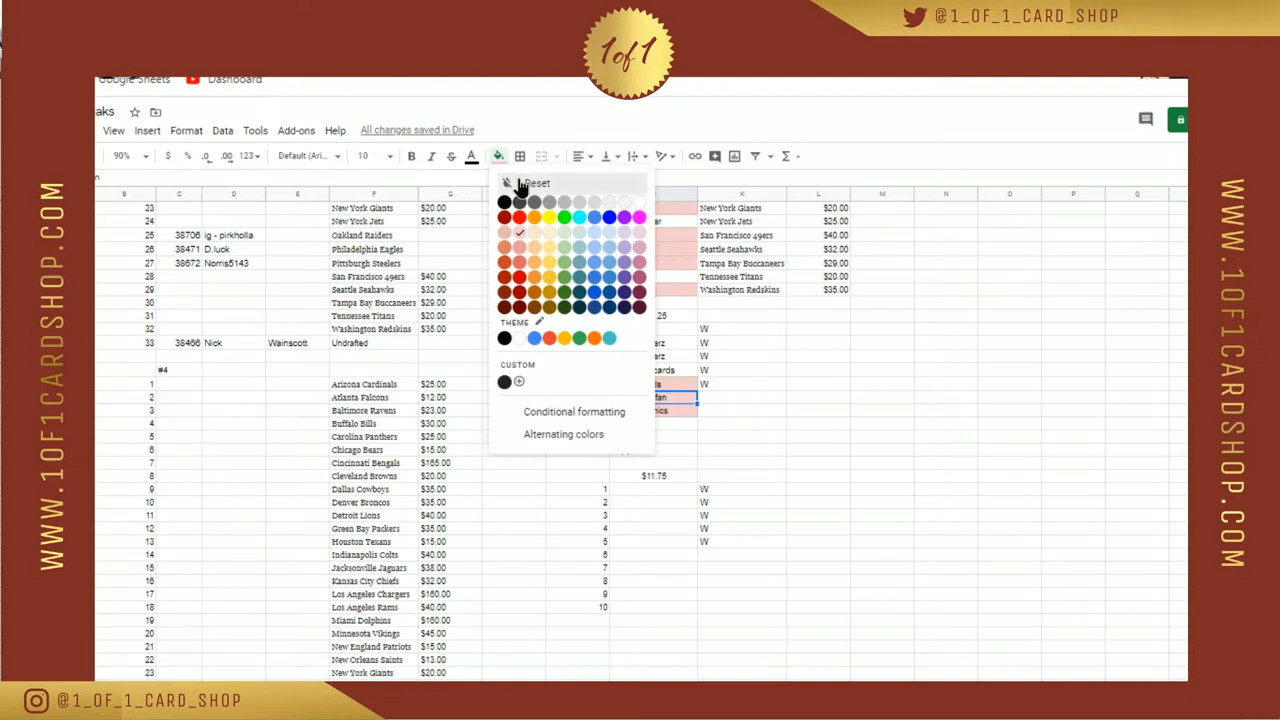 @1_OF_1_CARD_SHOP
1 of 1
Google Sheets Dashboard
aks
View Insert Format Data Tools Add-ons Help All changes saved in Drive
90% $ % .0 .00 123 Default (Ari... 10 B I S A
Reset
B C D E F G K L M N O P Q
23 New York Giants $20.00 New York Giants $20.00
24 New York Jets $25.00 er New York Jets $25.00
25 38706 ig - pirkholla Oakland Raiders San Francisco 49ers $40.00
26 38471 D.luck Philadelphia Eagles Seattle Seahawks $32.00
27 38672 Norris5143 Pittsburgh Steelers Tampa Bay Buccaneers $29.00
28 San Francisco 49ers $40.00 Tennessee Titans $20.00
29 Seattle Seahawks $32.00 Washington Redskins $35.00
30 Tampa Bay Buccaneers $29.00
31 Tennessee Titans $20.00 .25
32 Washington Redskins $35.00 W
33 38466 Nick Wainscott Undrafted erz W
erz W
#4 cards W
1 Arizona Cardinals $25.00 ls W
2 Atlanta Falcons $12.00 fan
3 Baltimore Ravens $23.00 nics
4 Buffalo Bills $30.00
5 Carolina Panthers $25.00
6 Chicago Bears $15.00
7 Cincinnati Bengals $165.00
8 Cleveland Browns $20.00 $11.75
9 Dallas Cowboys $35.00 1 W
10 Denver Broncos $35.00 2 W
11 Detroit Lions $40.00 3 W
12 Green Bay Packers $35.00 4 W
13 Houston Texans $15.00 5 W
14 Indianapolis Colts $40.00 6
15 Jacksonville Jaguars $38.00 7
16 Kansas City Chiefs $32.00 8
17 Los Angeles Chargers $160.00 9
18 Los Angeles Rams $40.00 10
19 Miami Dolphins $160.00
20 Minnesota Vikings $45.00
21 New England Patriots $15.00
22 New Orleans Saints $13.00
23 New York Giants $20.00
THEME
CUSTOM
Conditional formatting
Alternating colors
WWW.1OF1CARDSHOP.COM
WWW.1OF1CARDSHOP.COM
@1_OF_1_CARD_SHOP